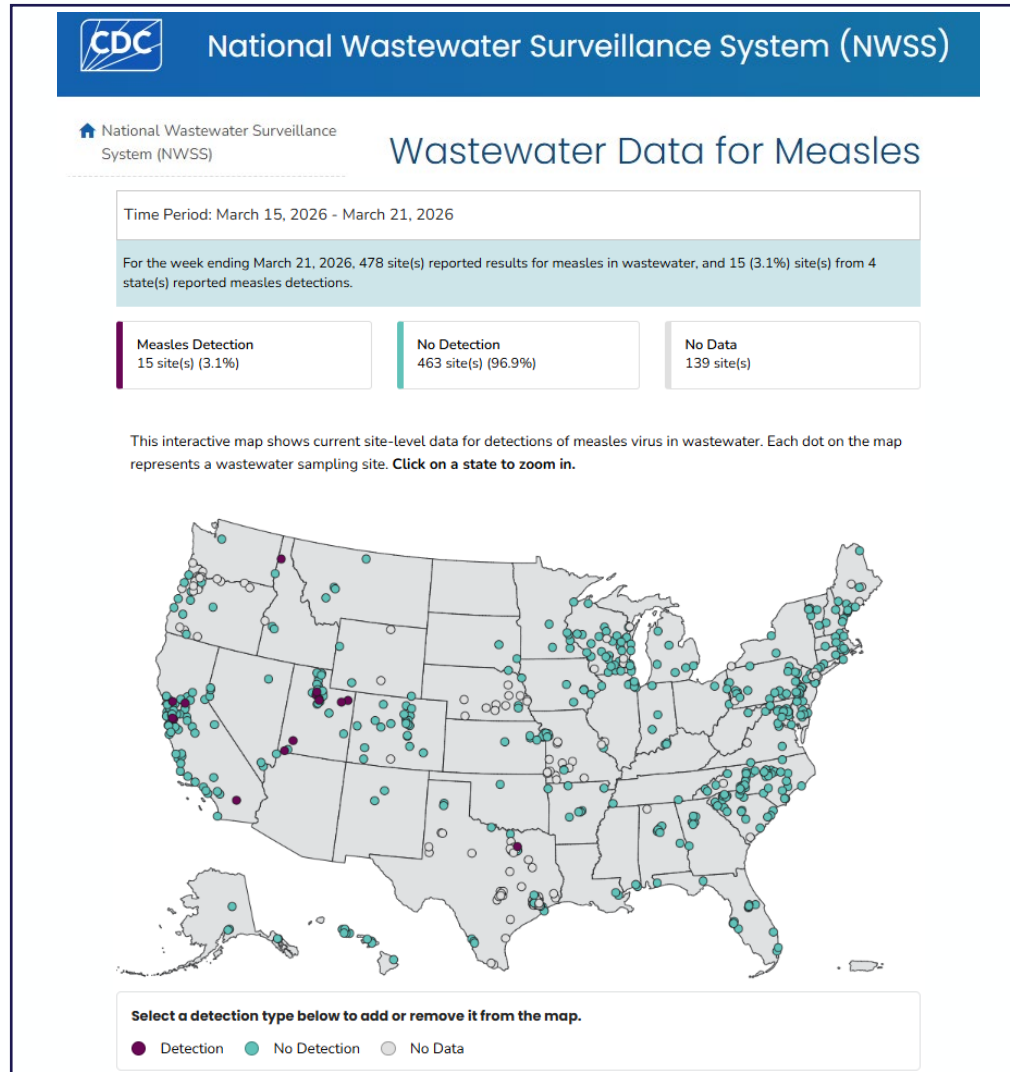 CDC
National Wastewater Surveillance System (NWSS)
National Wastewater Surveillance
System (NWSS)
Wastewater Data for Measles
Time Period: March 15, 2026 - March 21, 2026
For the week ending March 21, 2026, 478 site(s) reported results for measles in wastewater, and 15 (3.1%) site(s) from 4
state(s) reported measles detections.
Measles Detection
15 site(s) (3.1%)
No Detection
463 site(s) (96.9%)
No Data
139 site(s)
This interactive map shows current site-level data for detections of measles virus in wastewater. Each dot on the map
represents a wastewater sampling site. Click on a state to zoom in.
Select a detection type below to add or remove it from the map.
Detection No Detection No Data